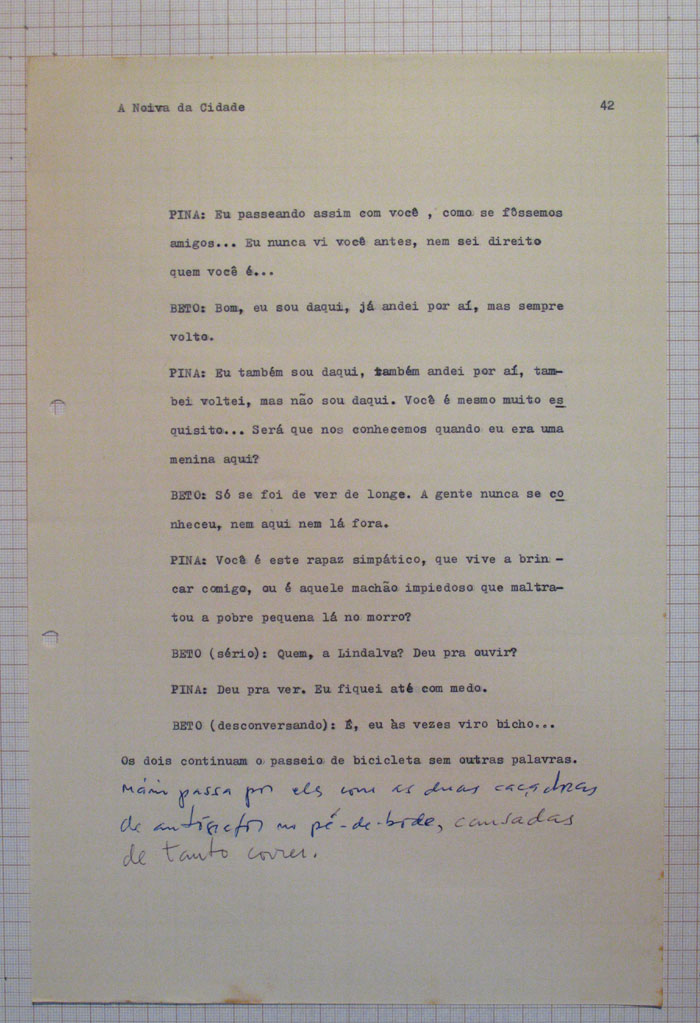 A Noiva da Cidade 42
PINA: Eu passeando assim com você , como se fôssemos
amigos... Eu nunca vi você antes, nem sei direito
quem você é...
BETO: Bom, eu sou daqui, já andei por aí, mas sempre
volto.
PINA: Eu também sou daqui, também andei por aí, tam-
bei voltei, mas não sou daqui. Você é mesmo muito es
quisito... Será que nos conhecemos quando eu era uma
menina aqui?
BETO: Só se foi de ver de longe. A gente nunca se co
nheceu, nem aqui nem lá fora.
PINA: Você é este rapaz simpático, que vive a brin -
car comigo, ou é aquele machão impiedoso que maltra-
tou a pobre pequena lá no morro?
BETO (sério): Quem, a Lindalva? Deu pra ouvir?
PINA: Deu pra ver. Eu fiquei até com medo.
BETO (desconversando): É, eu às vezes viro bicho...
Os dois continuam o passeio de bicicleta sem outras palavras.
passa por eles com as duas caçadoras
de no pé-de-bode, cansadas
de tanto correr.